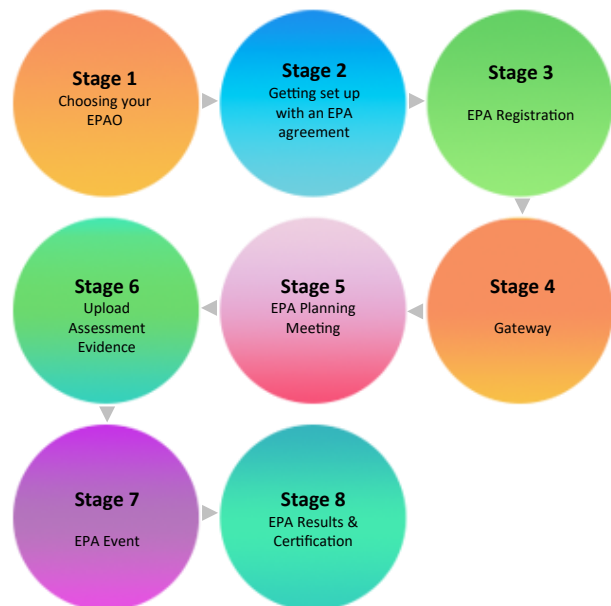 Stage 1
Choosing your
EPAO
Stage 2
Getting set up
with an EPA
agreement
Stage 3
EPA Registration
Stage 4
Gateway
Stage 5
EPA Planning
Meeting
Stage 6
Upload
Assessment
Evidence
Stage 7
EPA Event
Stage 8
EPA Results &
Certification